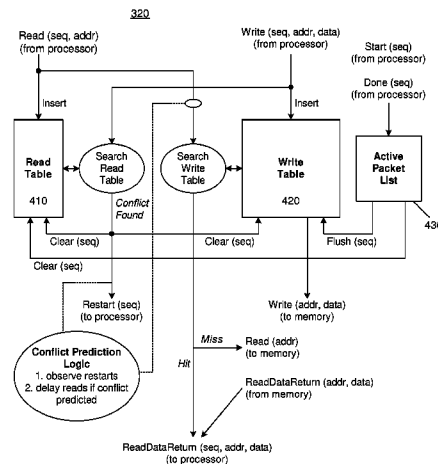 320
Read (seq, addr)
(from processor)
Write (seq, addr, data)
(from processor)
Start (seq)
(from processor)
Done (seq)
(from processor)
Insert
Insert
Read
Table
410
Search
Read
Table
Search
Write
Table
Write
Table
420
Active
Packet
List
430
Conflict
Found
Clear (seq)
Clear (seq)
Flush (seq)
Clear (seq)
Restart (seq)
(to processor)
Write (addr, data)
(to memory)
Conflict Prediction
Logic
1. observe restarts
2. delay reads if conflict
predicted
Miss
Read (addr)
(to memory)
Hit
ReadDataReturn (addr, data)
(from memory)
ReadDataReturn (seq, addr, data)
(to processor)